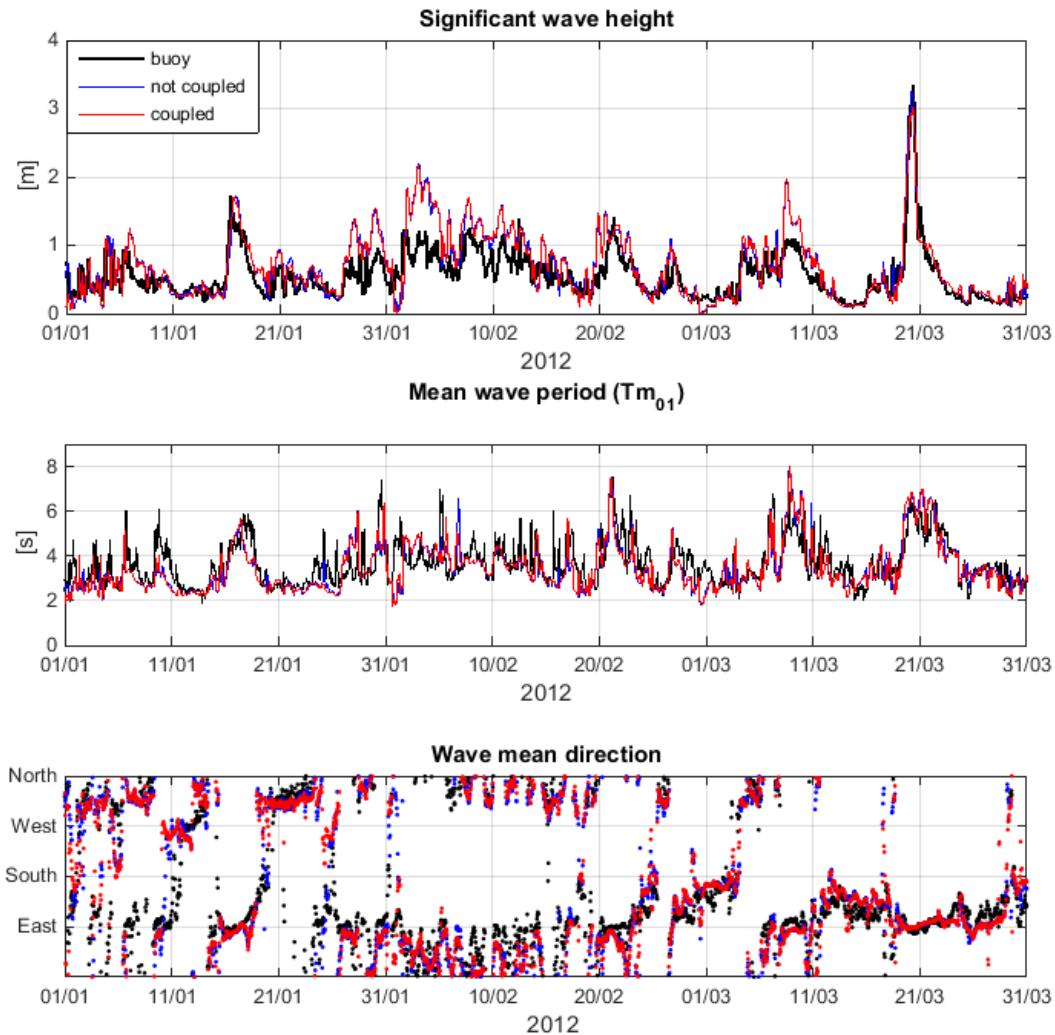 Significant wave height
4
3
2
1
0
[m]
buoy
not coupled
coupled
01/01 11/01 21/01 31/01 10/02 20/02 01/03 11/03 21/03 31/03
2012
Mean wave period (Tm01)
8
6
4
2
0
[s]
01/01 11/01 21/01 31/01 10/02 20/02 01/03 11/03 21/03 31/03
2012
Wave mean direction
North
West
South
East
01/01 11/01 21/01 31/01 10/02 20/02 01/03 11/03 21/03 31/03
2012